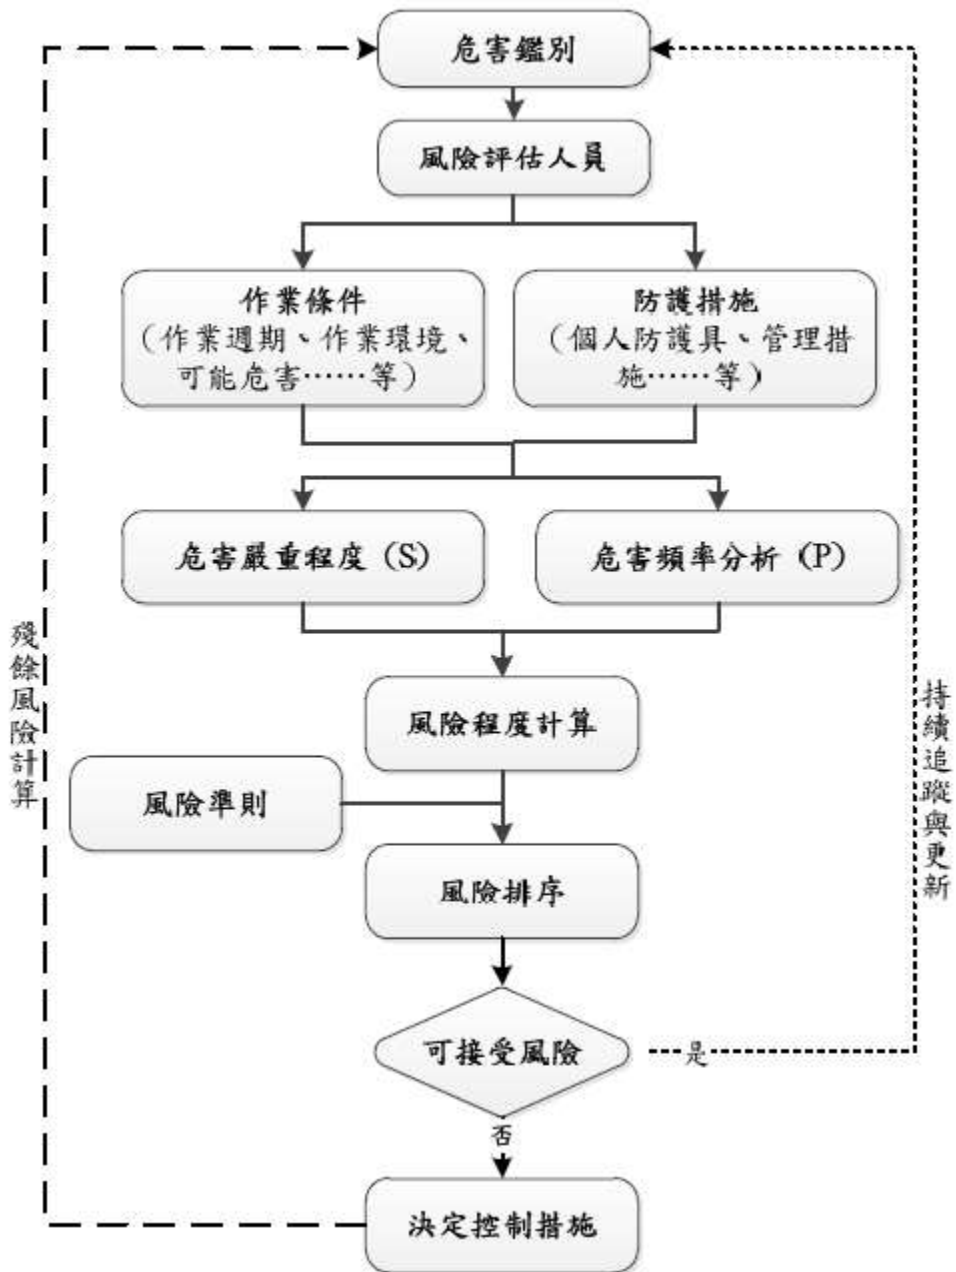 危害鑑別
風險評估人員
作業條件
（作業週期、作業環境、
可能危害……等）
防護措施
（個人防護具、管理措
施……等）
危害嚴重程度（S）
危害頻率分析（P）
風險程度計算
風險準則
風險排序
可接受風險
是
否
決定控制措施
殘餘風險計算
持續追蹤與更新